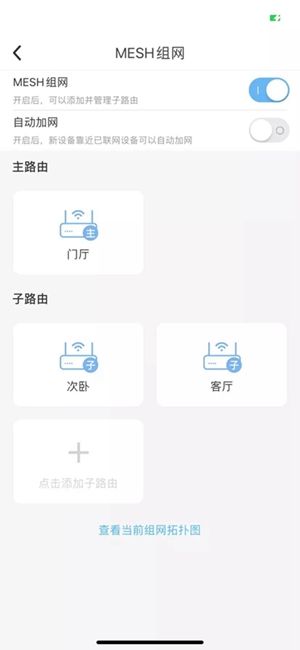 MESH组网
MESH组网
开启后，可以添加并管理子路由
自动加网
开启后，新设备靠近已联网设备可以自动加网
主路由
主
门厅
子路由
子
次卧
子
客厅
点击添加子路由
查看当前组网拓扑图